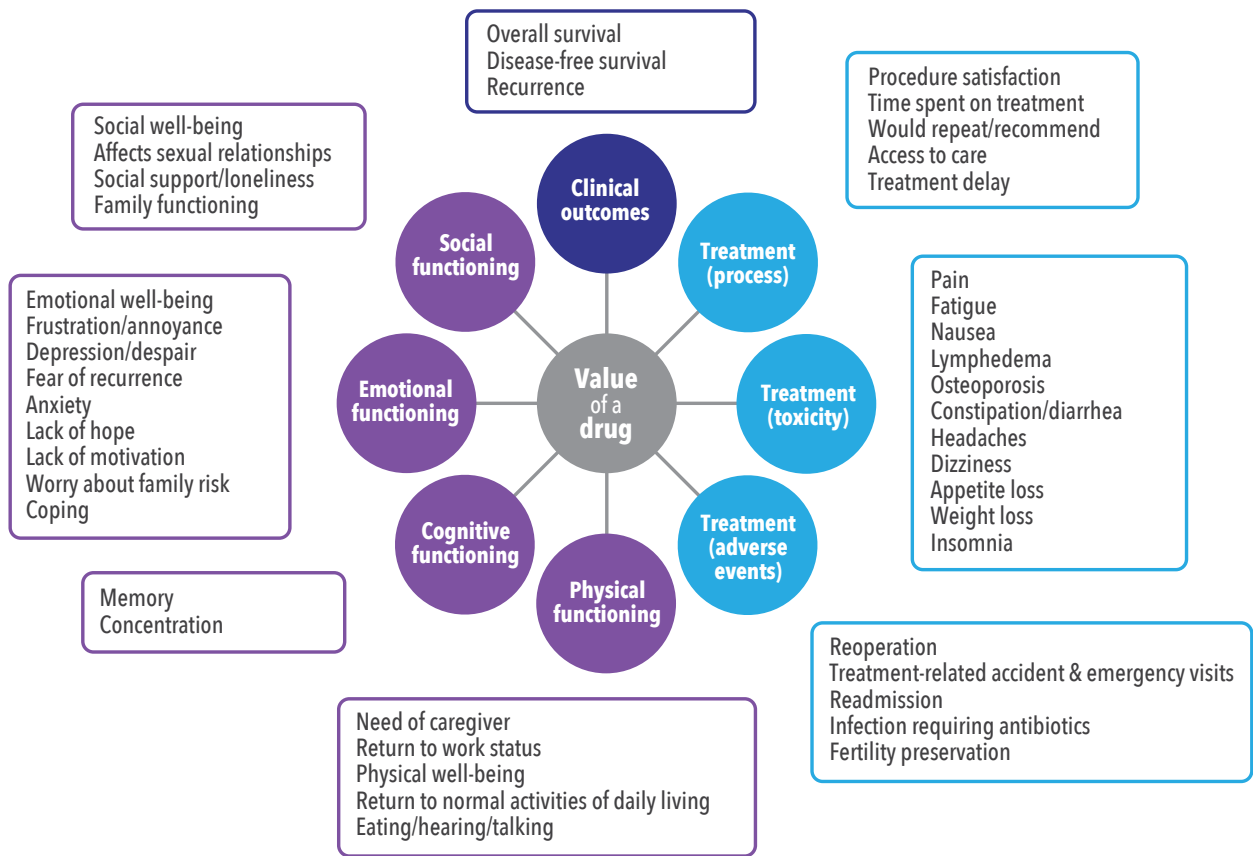 Overall survival
Disease-free survival
Recurrence
Procedure satisfaction
Time spent on treatment
Would repeat/recommend
Access to care
Treatment delay
Social well-being
Affects sexual relationships
Social support/loneliness
Family functioning
Clinical
outcomes
Social
functioning
Treatment
(process)
Emotional well-being
Frustration/annoyance
Depression/despair
Fear of recurrence
Anxiety
Lack of hope
Lack of motivation
Worry about family risk
Coping
Emotional
functioning
Value
of a
drug
Treatment
(toxicity)
Pain
Fatigue
Nausea
Lymphedema
Osteoporosis
Constipation/diarrhea
Headaches
Dizziness
Appetite loss
Weight loss
Insomnia
Cognitive
functioning
Treatment
(adverse
events)
Physical
functioning
Memory
Concentration
Reoperation
Treatment-related accident & emergency visits
Readmission
Infection requiring antibiotics
Fertility preservation
Need of caregiver
Return to work status
Physical well-being
Return to normal activities of daily living
Eating/hearing/talking